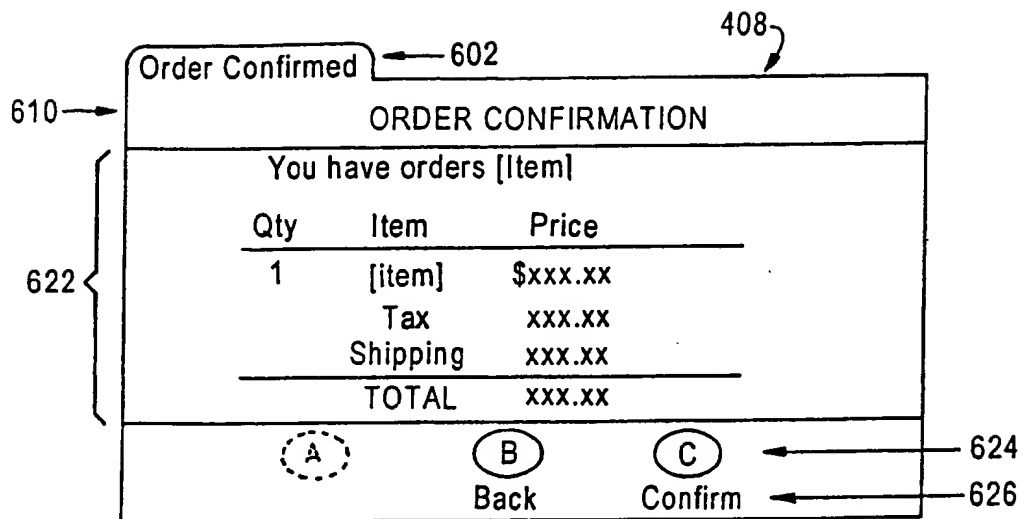 408
Order Confirmed 602
610 ORDER CONFIRMATION
You have orders [Item]
Qty Item Price
1 [item] $xxx.xx
622
Tax xxx.xx
Shipping xxx.xx
TOTAL xxx.xx
A B C 624
Back Confirm 626